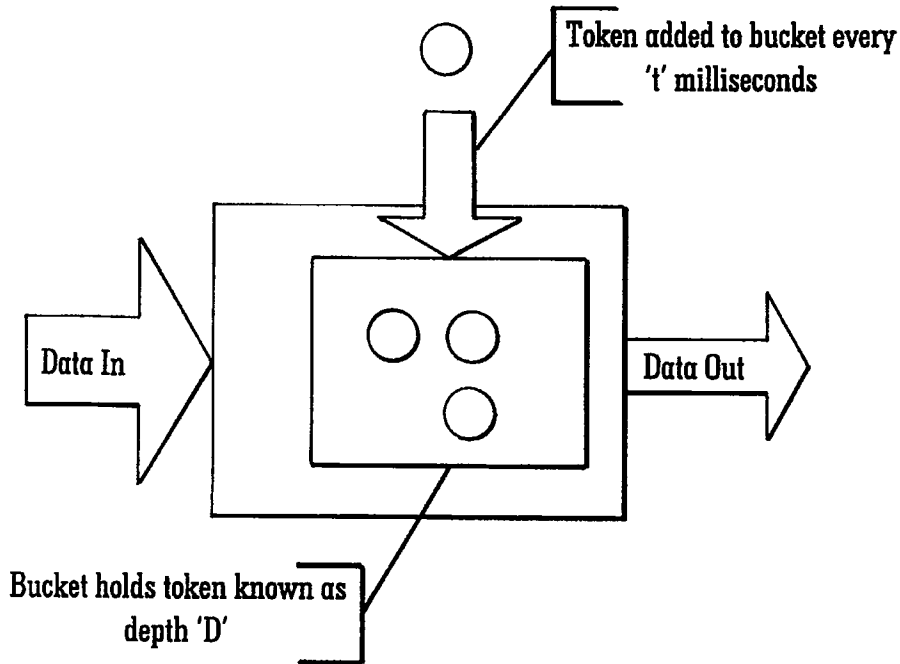 Token added to bucket every
't' milliseconds
Data In
Data Out
Bucket holds token known as
depth 'D'